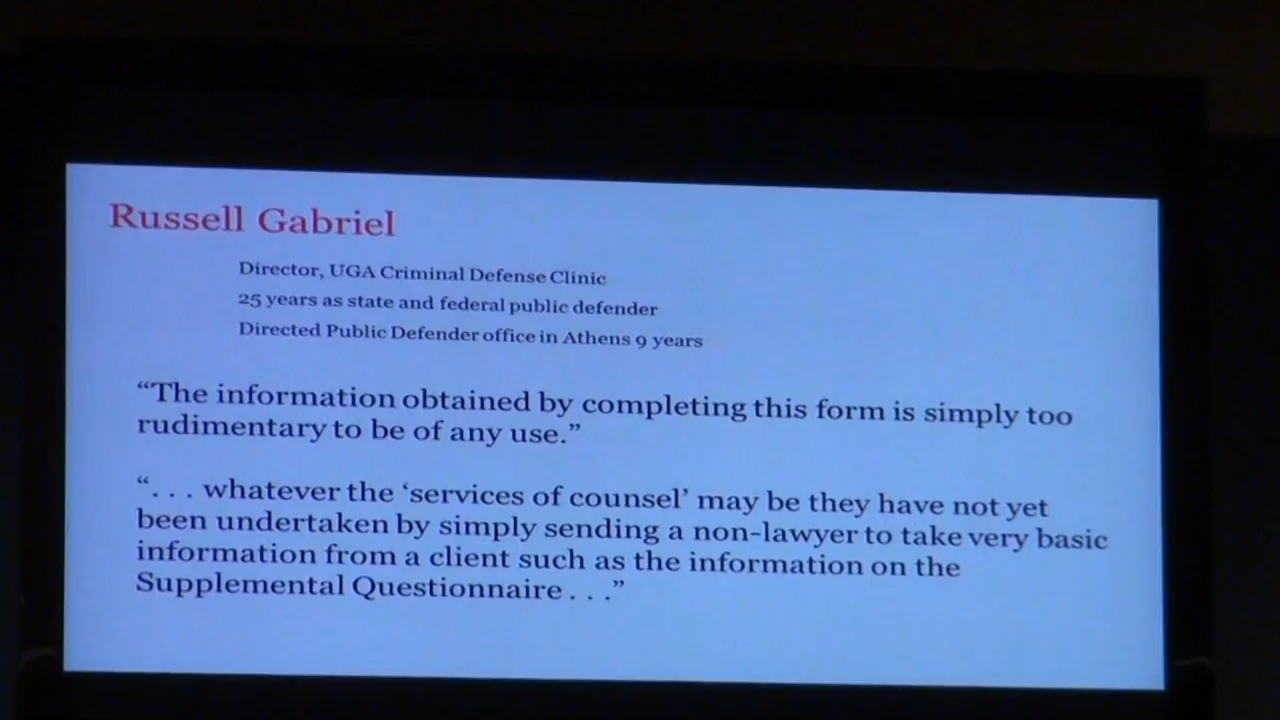 Russell Gabriel
Director, UGA Criminal Defense Clinic
25 years as state and federal public defender
Directed Public Defender office in Athens 9 years
“The information obtained by completing this form is simply too
rudimentary to be of any use.”
“. . . whatever the ‘services of counsel’ may be they have not yet
been undertaken by simply sending a non-lawyer to take very basic
information from a client such as the information on the
Supplemental Questionnaire . . .”